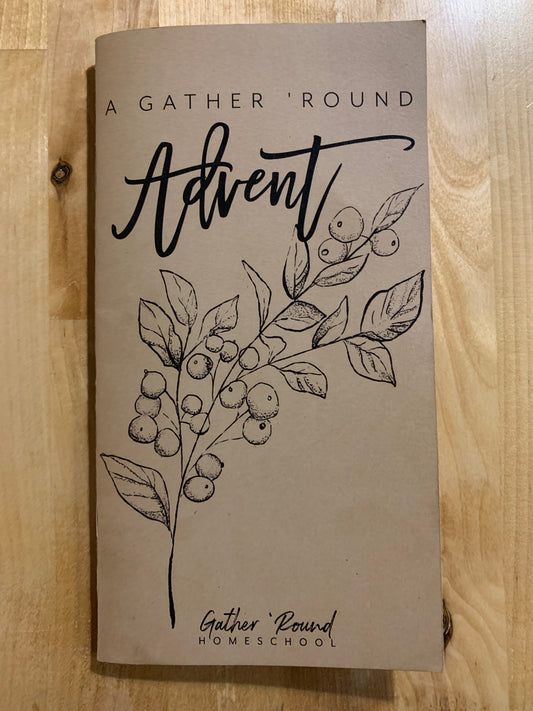 A GATHER 'ROUND
Advent
Gather 'Round
HOMESCHOOL